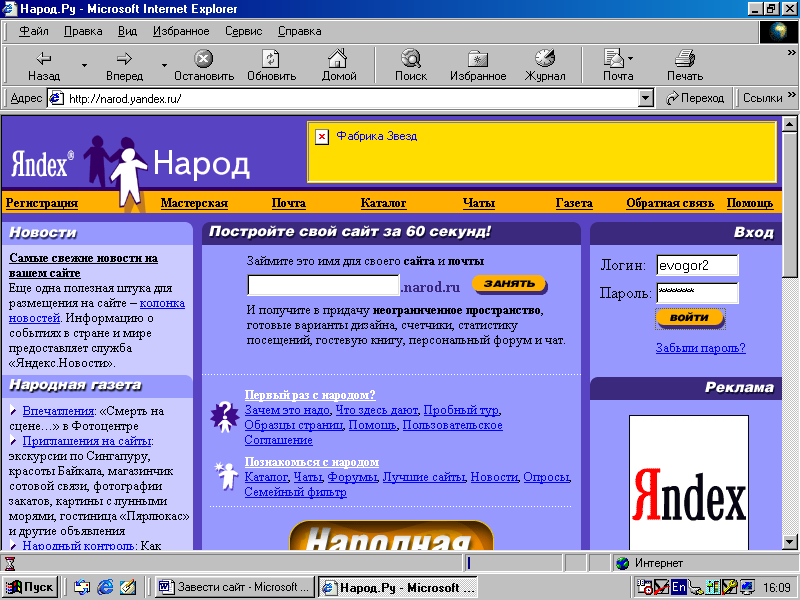 Народ.Ру - Microsoft Internet Explorer
Файл Правка Вид Избранное Сервис Справка
Назад Вперед Остановить Обновить Домой Поиск Избранное Журнал Почта Печать
Адрес http://narod.yandex.ru/ Переход Ссылки »
Яndex® Народ
Фабрика Звезд
Регистрация Мастерская Почта Каталог Чаты Газета Обратная связь Помощь
Новости
Самые свежие новости на
вашем сайте
Еще одна полезная штука для
размещения на сайте – колонка
новостей. Информацию о
событиях в стране и мире
предоставляет служба
«Яндекс.Новости».
Народная газета
Впечатления: «Смерть на
сцене…» в Фотоцентре
Приглашения на сайты:
экскурсии по Сингапуру,
красоты Байкала, магазинчик
сотовой связи, фотографии
закатов, картины с лунными
морями, гостиница «Пярлюкас»
и другие объявления
Народный контроль: Как
Постройте свой сайт за 60 секунд!
Займите это имя для своего сайта и почты
.narod.ru ЗАНЯТЬ
И получите в придачу неограниченное пространство,
готовые варианты дизайна, счетчики, статистику
посещений, гостевую книгу, персональный форум и чат.
Первый раз с народом?
Зачем это надо, Что здесь дают, Пробный тур,
Образцы страниц, Помощь, Пользовательское
Соглашение
Познакомься с народом
Каталог, Чаты, Форумы, Лучшие сайты, Новости, Опросы,
Семейный фильтр
Народная
Вход
Логин: evogor2
Пароль: ********
ВОЙТИ
Забыли пароль?
Реклама
Яndex
Интернет
Пуск Завести сайт - Microsoft ... Народ.Ру - Microsoft ... En 16:09